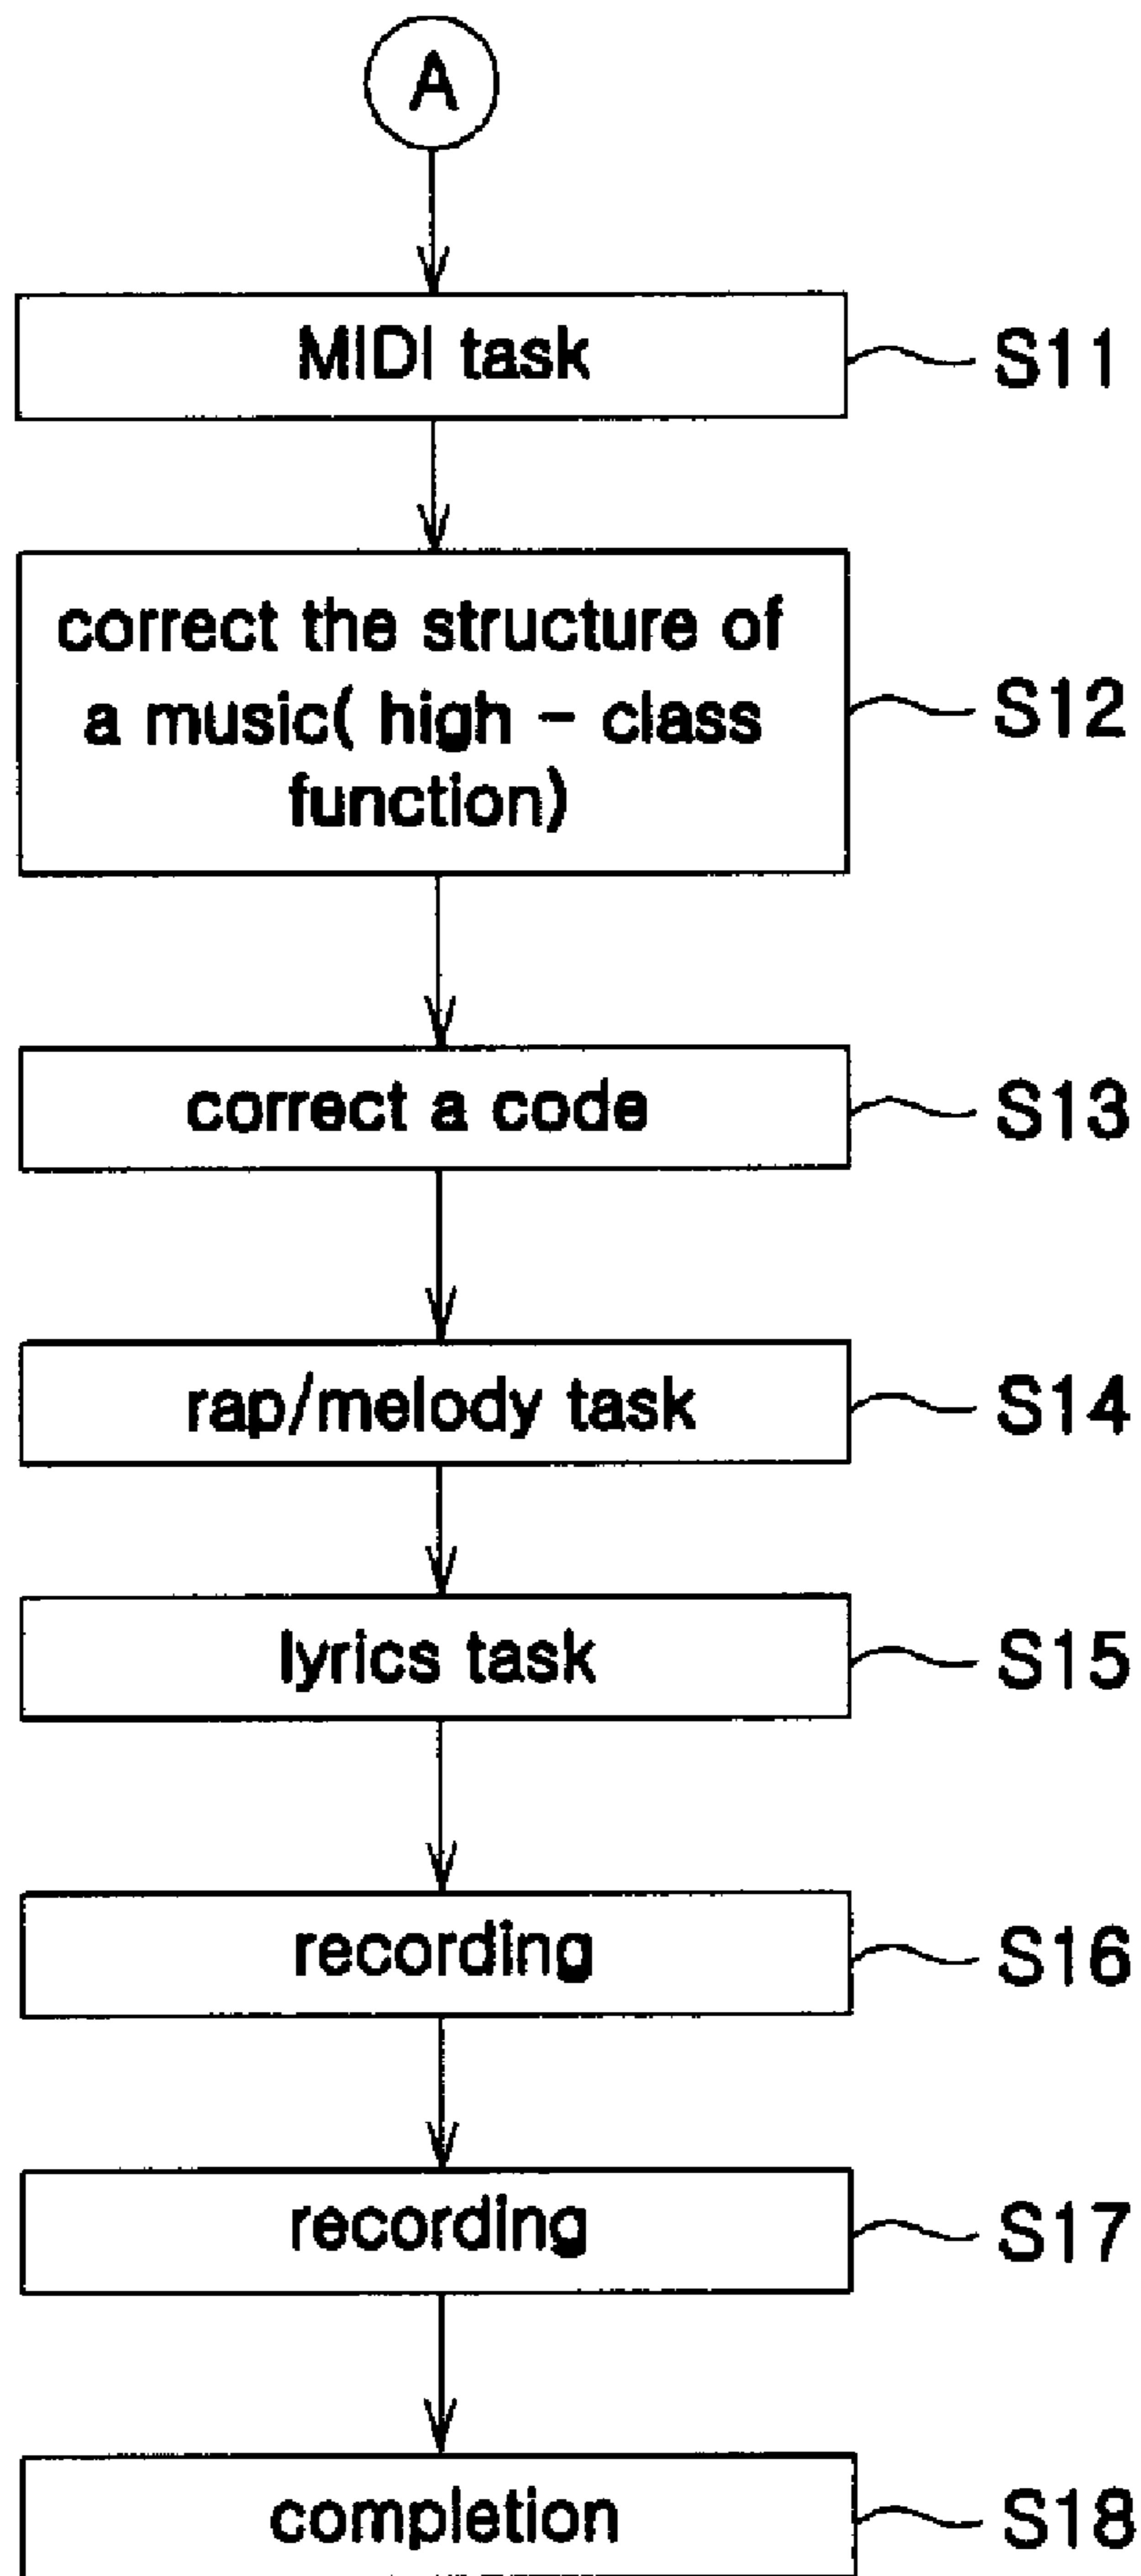 A
MIDI task
S11
correct the structure of
a music( high - class
function)
S12
correct a code
S13
rap/melody task
S14
lyrics task
S15
recording
S16
recording
S17
completion
S18